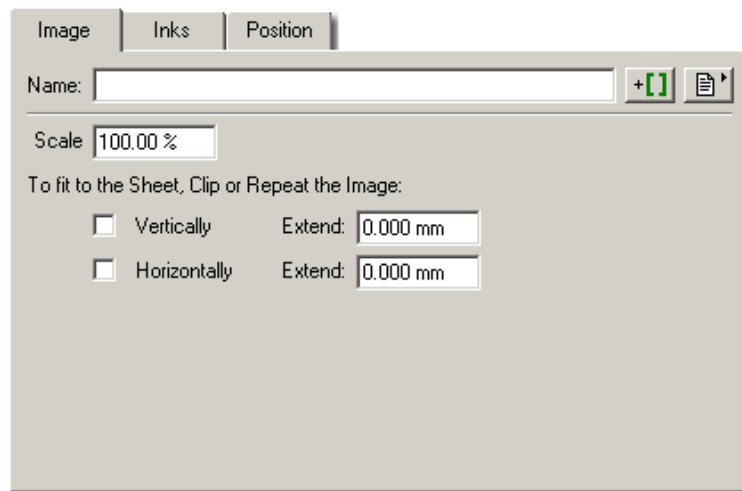 Image Inks Position
Name: +[]
Scale 100.00 %
To fit to the Sheet, Clip or Repeat the Image:
Vertically Extend: 0.000 mm
Horizontally Extend: 0.000 mm